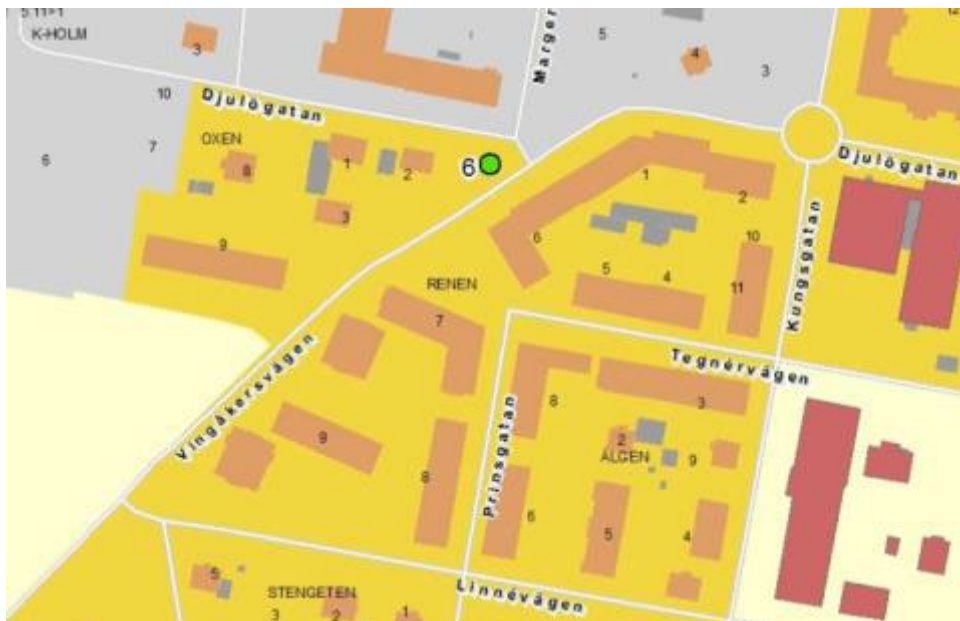 5:11>1
K-HOLM
3
5
4
3
12
Marger
10
Djulögatan
7
6
OXEN
8
1
2
3
6
9
1
2
6
10
5
4
11
Djulögatan
Kungsgatan
RENEN
7
Vingåkersvägen
Tegnérvägen
Prinsgatan
8
3
2
ÄLGEN
9
9
8
6
5
4
Linnévägen
5
STENGETEN
3
2
1